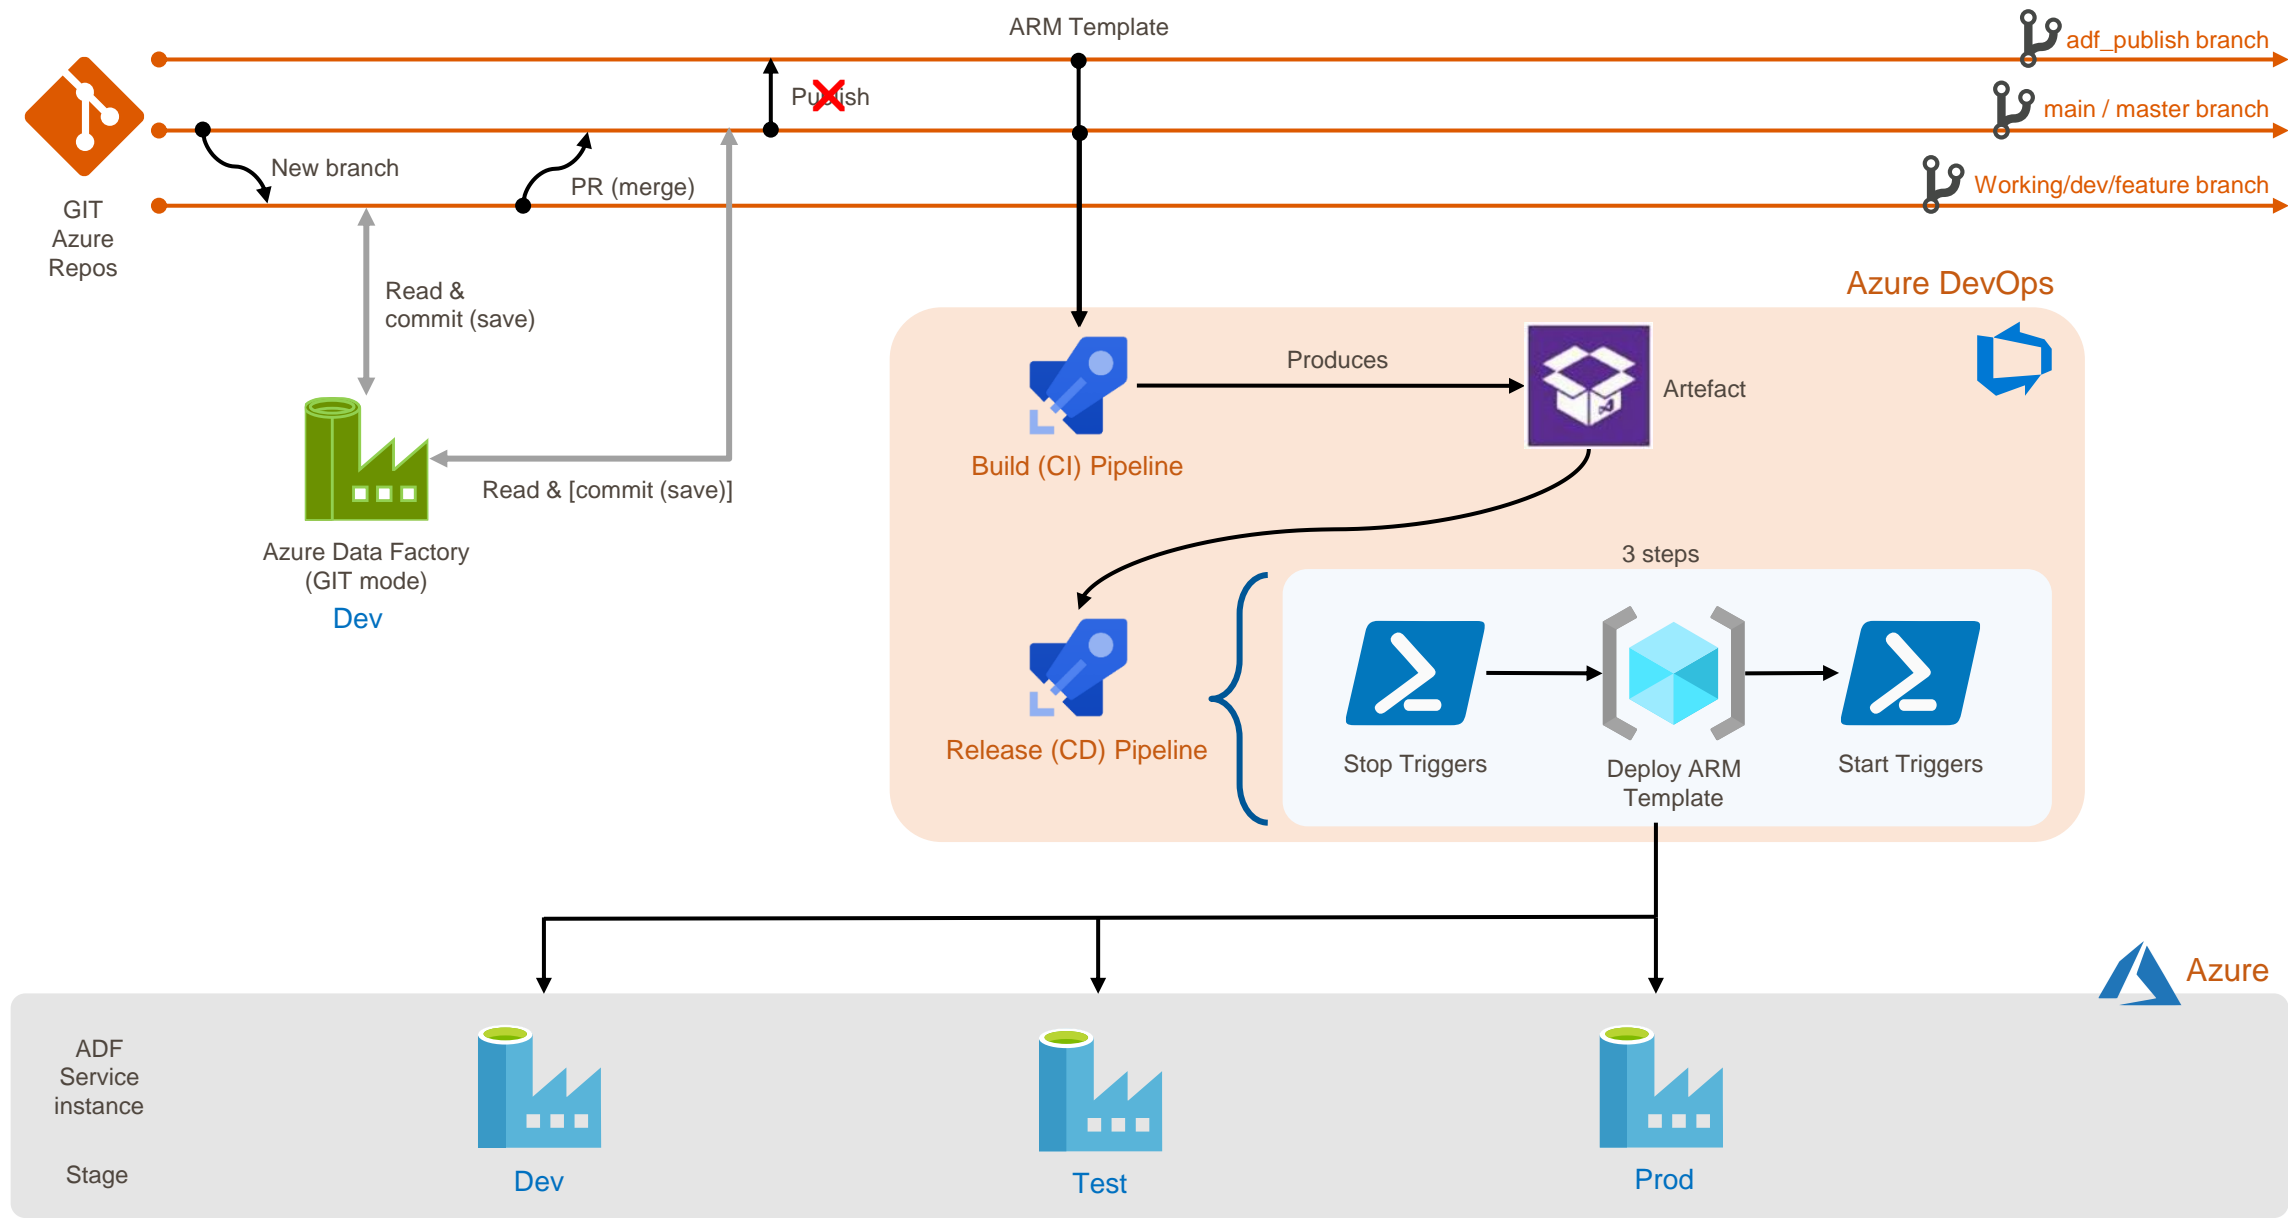 ARM Template
adf_publish branch
Publish
main / master branch
New branch
PR (merge)
Working/dev/feature branch
GIT
Azure
Repos
Read &
commit (save)
Azure DevOps
Produces
Artefact
Build (CI) Pipeline
Read & [commit (save)]
Azure Data Factory
(GIT mode)
Dev
3 steps
Release (CD) Pipeline
Stop Triggers
Deploy ARM
Template
Start Triggers
Azure
ADF
Service
instance
Stage
Dev
Test
Prod